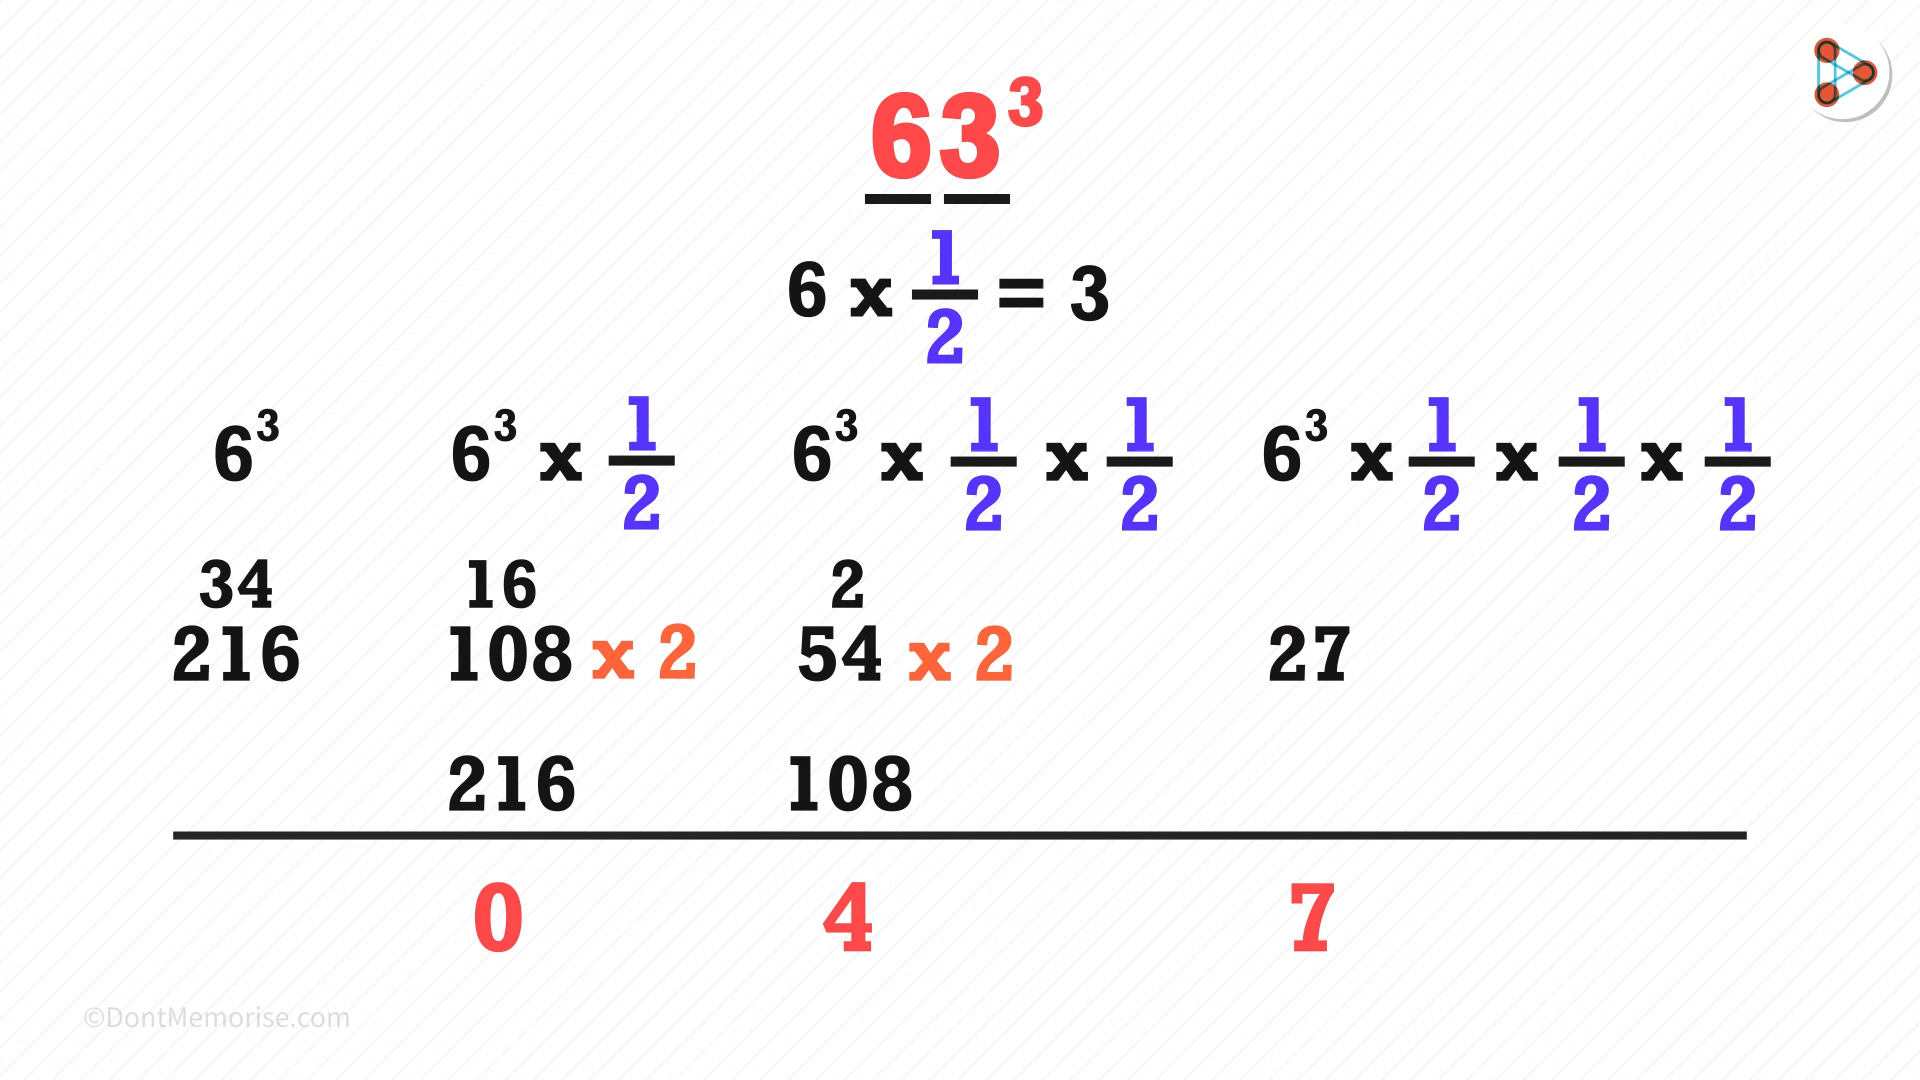 63³
6 x 1/2 = 3
6³ 6³ x 1/2 6³ x 1/2 x 1/2 6³ x 1/2 x 1/2 x 1/2
34 16 2
216 108 x 2 54 x 2 27
216 108
0 4 7
©DontMemorise.com